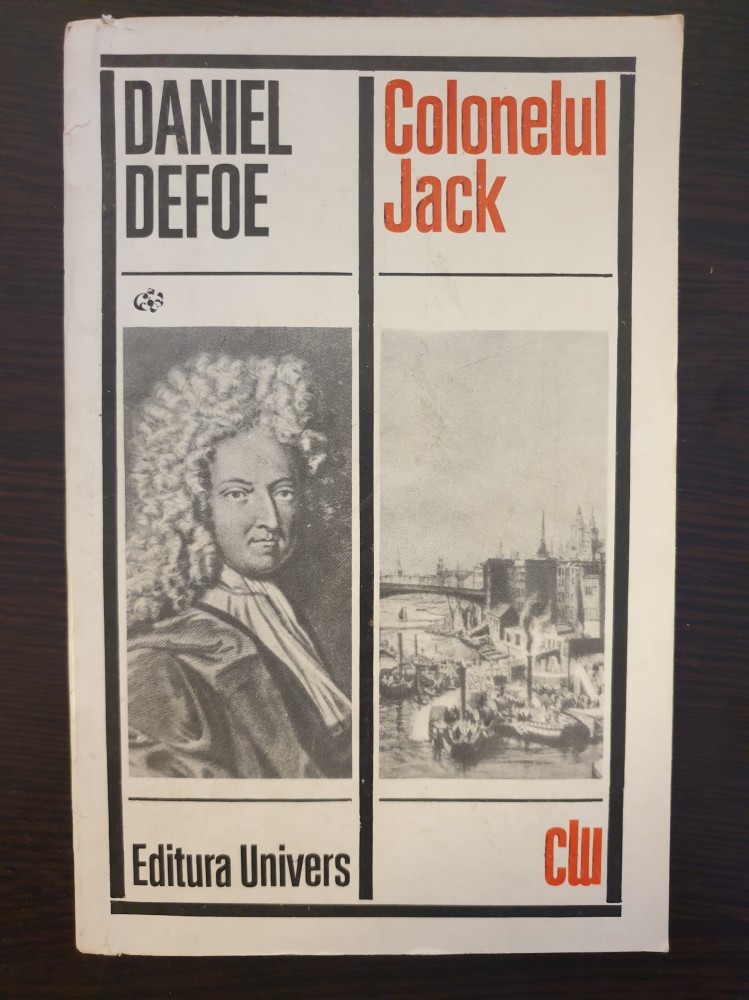 DANIEL
DEFOE
Colonelul
Jack
Editura Univers
clu